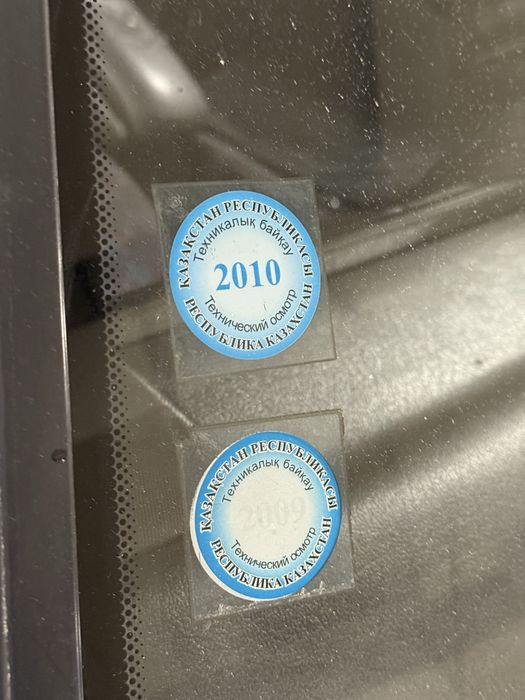 ҚАЗАҚСТАН РЕСПУБЛИКАСЫ
Техникалық байқау
2010
Технический осмотр
РЕСПУБЛИКА КАЗАХСТАН
ҚАЗАҚСТАН РЕСПУБЛИКАСЫ
Техникалық байқау
2009
Технический осмотр
РЕСПУБЛИКА КАЗАХСТАН